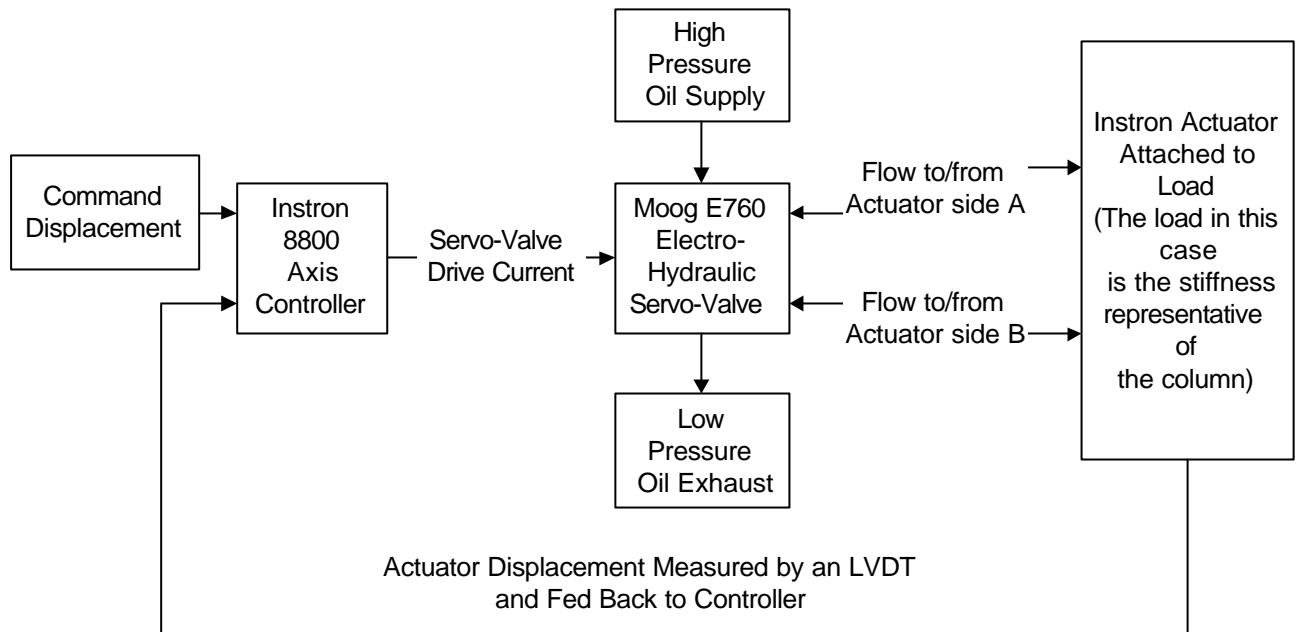 High
Pressure
Oil Supply
Command
Displacement
Instron
8800
Axis
Controller
Servo-Valve
Drive Current
Moog E760
Electro-
Hydraulic
Servo-Valve
Flow to/from
Actuator side A
Flow to/from
Actuator side B
Instron Actuator
Attached to
Load
(The load in this
case
is the stiffness
representative
of
the column)
Low
Pressure
Oil Exhaust
Actuator Displacement Measured by an LVDT
and Fed Back to Controller